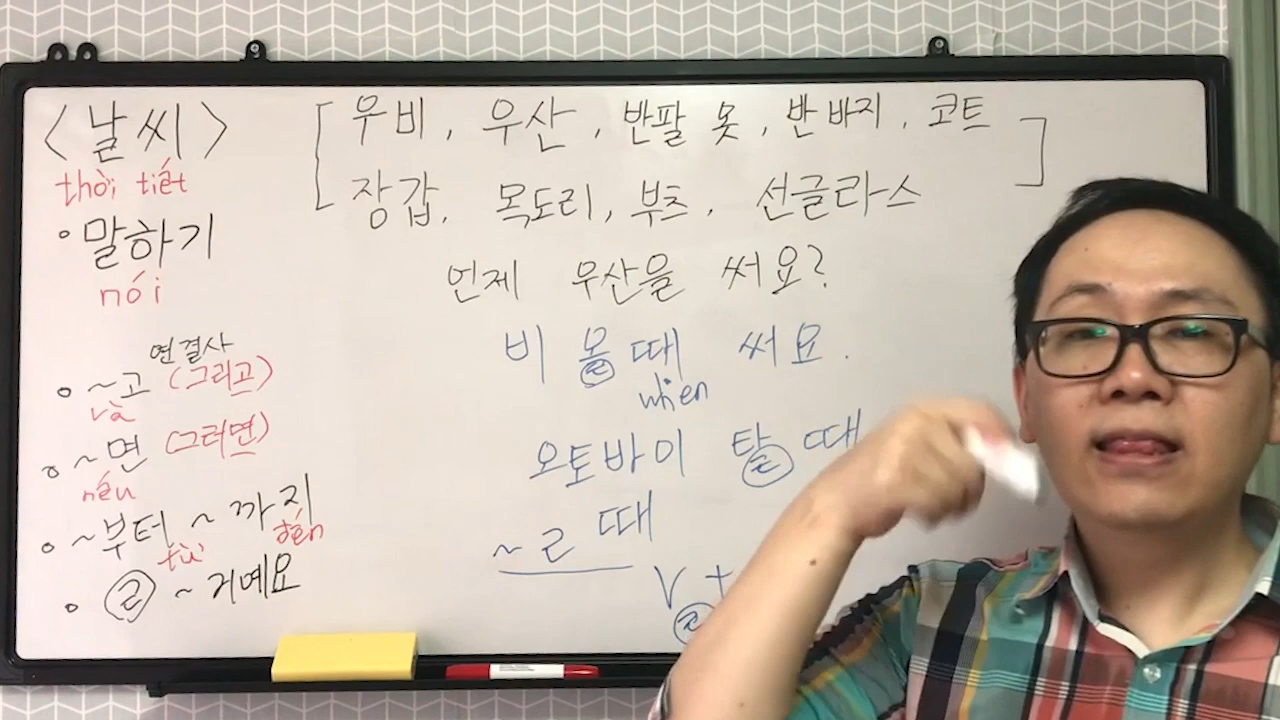 <날씨>
thời tiết
• 말하기
nói
연결사
• ~고 (그리고)
và
• ~면 (그러면)
nếu
• ~부터 ~ 까지
từ đến
• ㄹ ~ 거예요
[우비, 우산, 반팔 옷, 반바지, 코트
장갑, 목도리, 부츠, 선글라스]
언제 우산을 써요?
비 올 때 써요.
ㄹ
오토바이 탈 때
~ ㄹ 때
V +